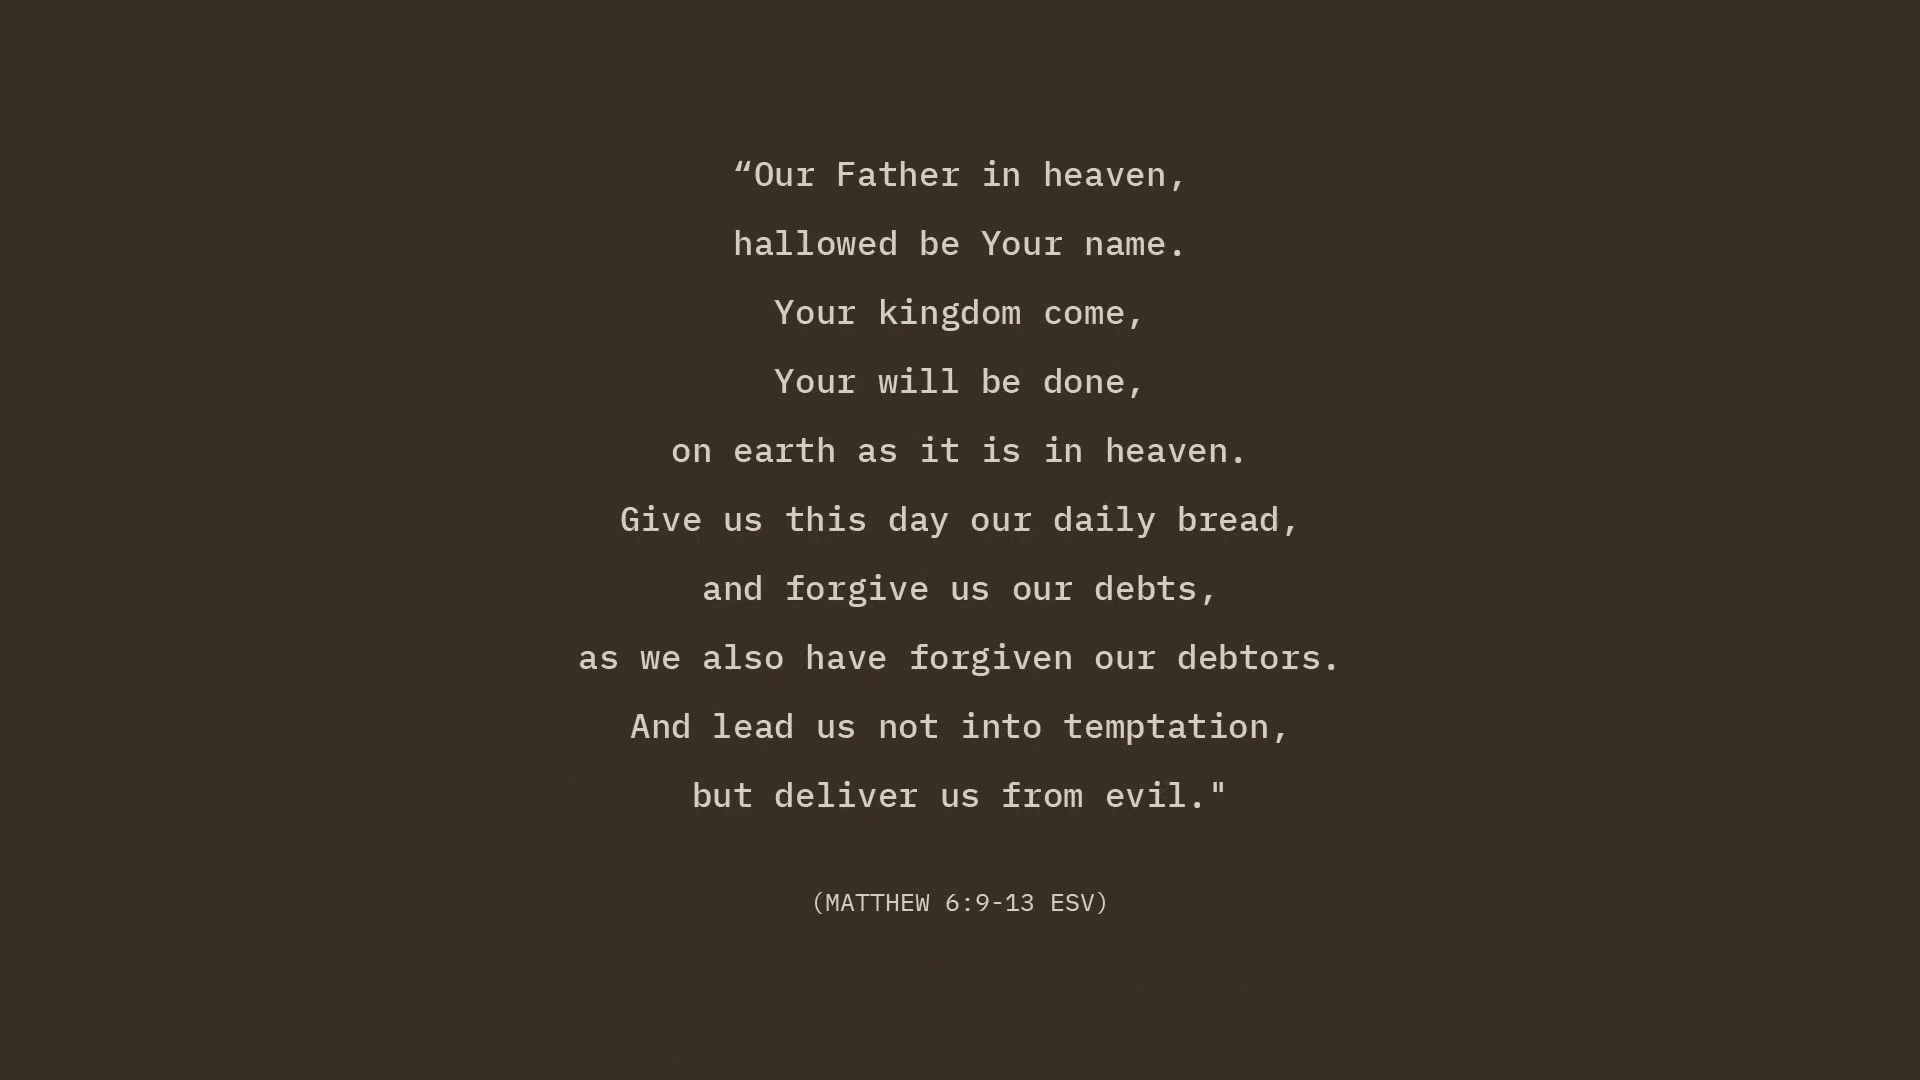 “Our Father in heaven,
hallowed be Your name.
Your kingdom come,
Your will be done,
on earth as it is in heaven.
Give us this day our daily bread,
and forgive us our debts,
as we also have forgiven our debtors.
And lead us not into temptation,
but deliver us from evil."
(MATTHEW 6:9-13 ESV)